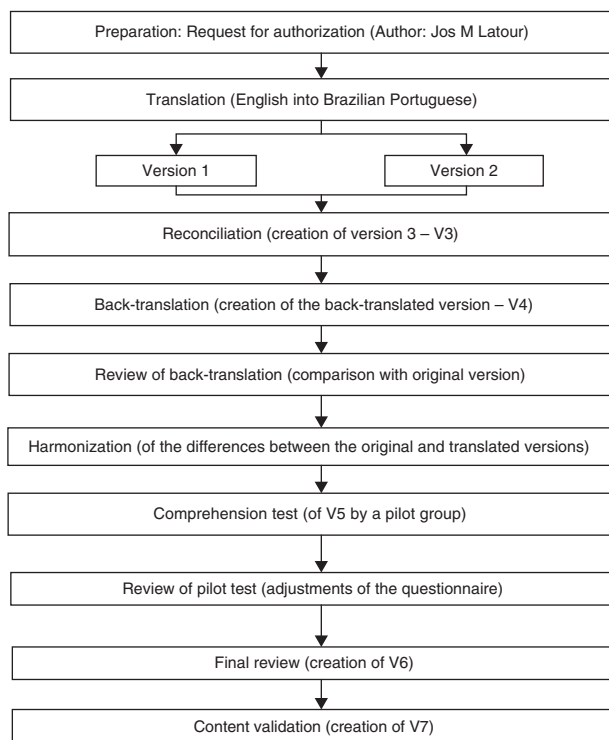 Preparation: Request for authorization (Author: Jos M Latour)
Translation (English into Brazilian Portuguese)
Version 1
Version 2
Reconciliation (creation of version 3 – V3)
Back-translation (creation of the back-translated version – V4)
Review of back-translation (comparison with original version)
Harmonization (of the differences between the original and translated versions)
Comprehension test (of V5 by a pilot group)
Review of pilot test (adjustments of the questionnaire)
Final review (creation of V6)
Content validation (creation of V7)